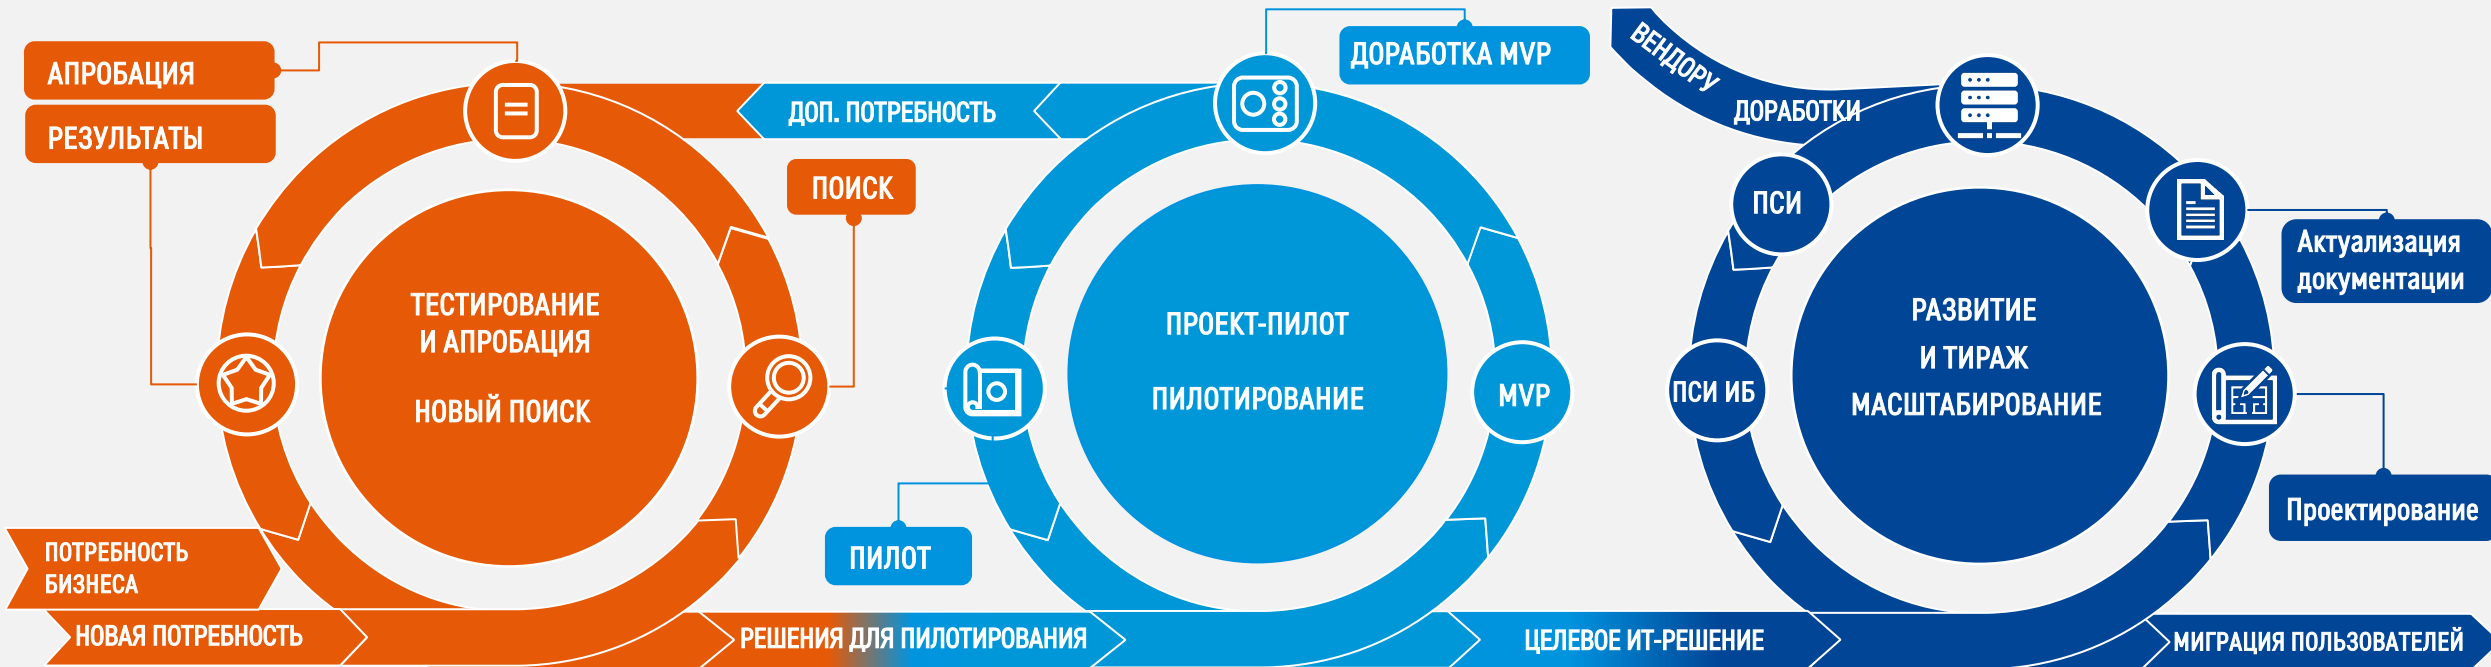 АПРОБАЦИЯ
РЕЗУЛЬТАТЫ
ТЕСТИРОВАНИЕ
И АПРОБАЦИЯ
НОВЫЙ ПОИСК
ПОИСК
ПОТРЕБНОСТЬ
БИЗНЕСА
НОВАЯ ПОТРЕБНОСТЬ
ДОП. ПОТРЕБНОСТЬ
ДОРАБОТКА MVP
ПРОЕКТ-ПИЛОТ
ПИЛОТИРОВАНИЕ
MVP
ПИЛОТ
РЕШЕНИЯ ДЛЯ ПИЛОТИРОВАНИЯ
ВЕНДОРУ
ДОРАБОТКИ
ПСИ
ПСИ ИБ
РАЗВИТИЕ
И ТИРАЖ
МАСШТАБИРОВАНИЕ
Актуализация
документации
Проектирование
ЦЕЛЕВОЕ ИТ-РЕШЕНИЕ
МИГРАЦИЯ ПОЛЬЗОВАТЕЛЕЙ